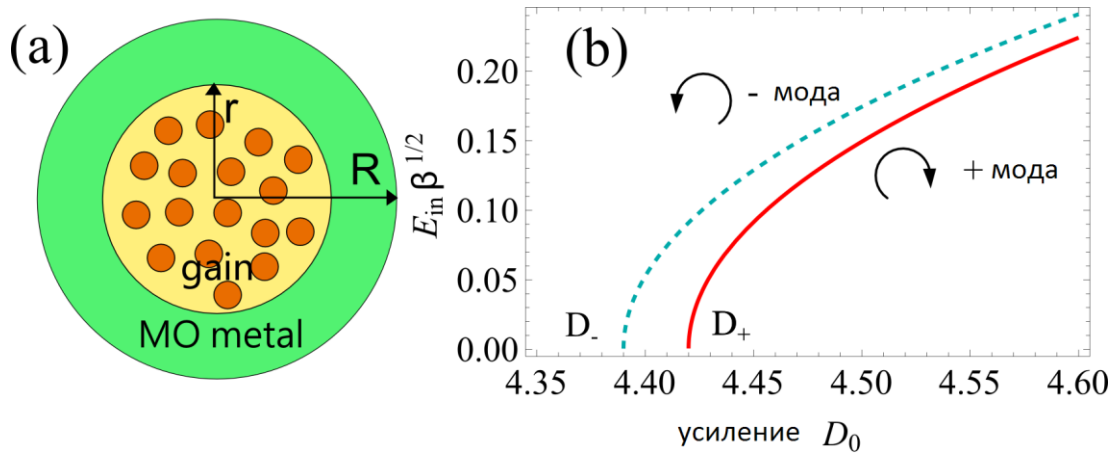 (a)
r
R
gain
MO metal
(b)
- мода
+ мода
D₋
D₊
E_in β^1/2
0.20
0.15
0.10
0.05
0.00
4.35 4.40 4.45 4.50 4.55 4.60
усиление D₀